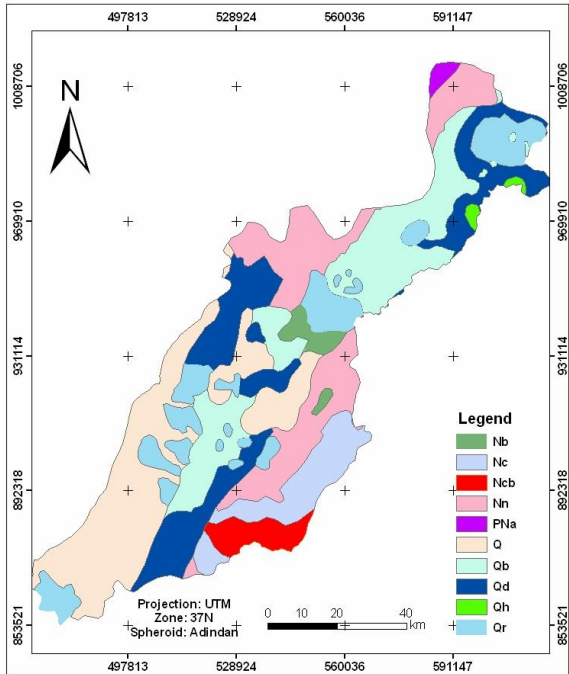 497813 528924 560036 591147
1008706 1008706
N
969910 969910
931114 931114
892318 892318
853521 853521
Legend
Nb
Nc
Ncb
Nn
PNa
Q
Qb
Qd
Qh
Qr
Projection: UTM
Zone: 37N
Spheroid: Adindan
0 10 20 40
km
497813 528924 560036 591147